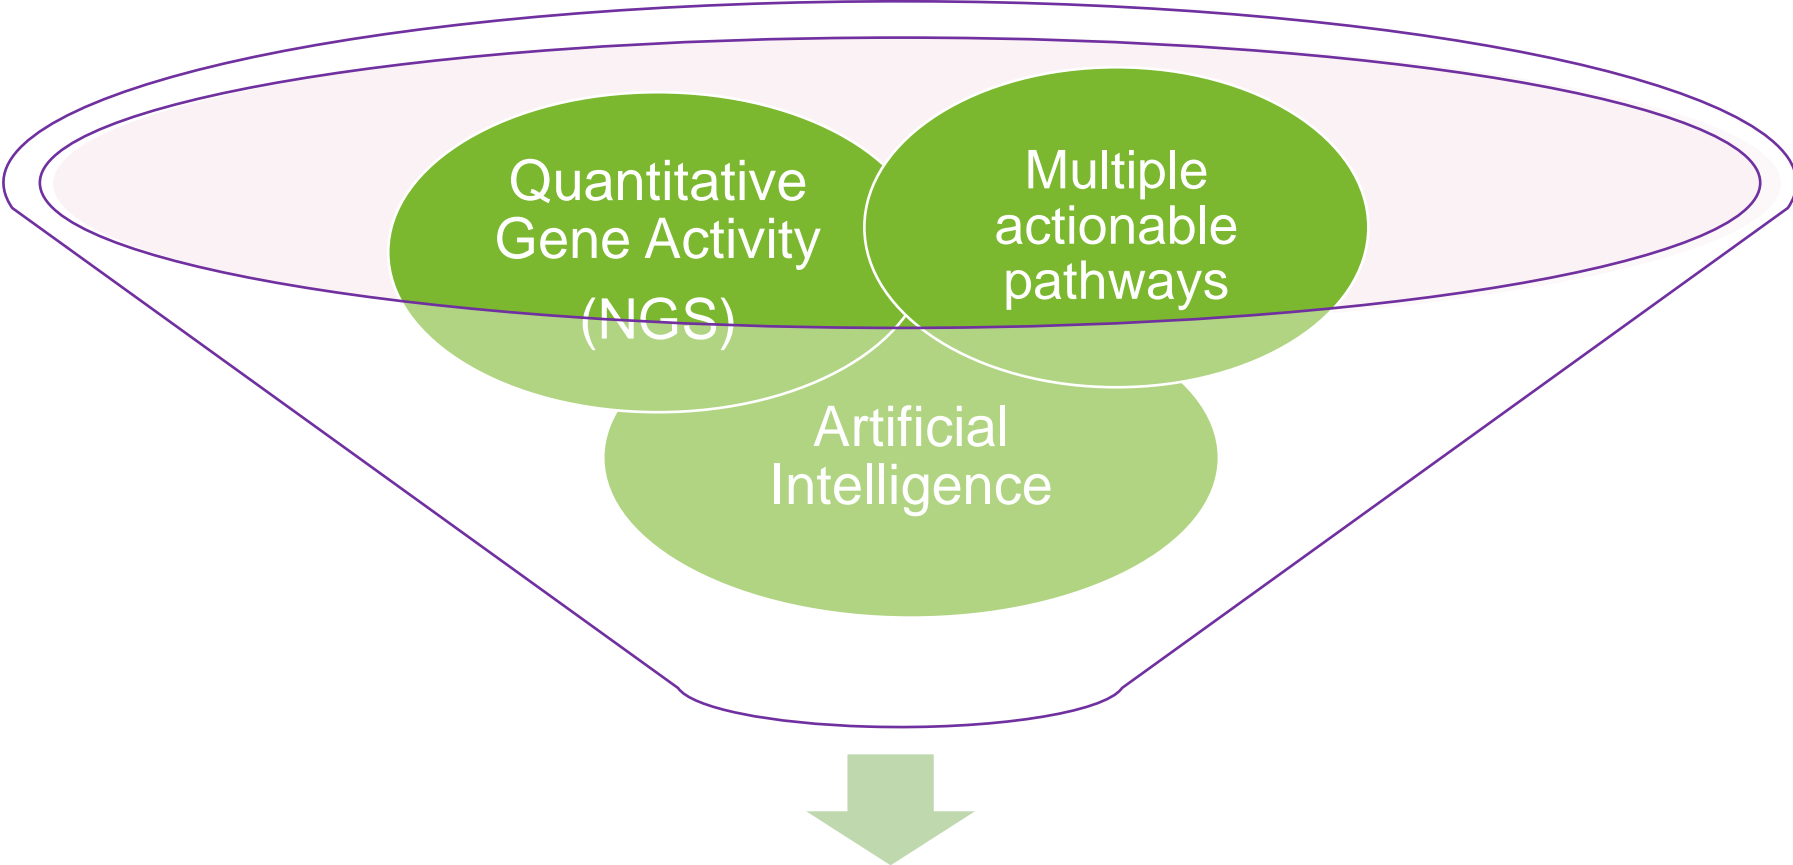 Quantitative
Gene Activity
(NGS)
Multiple
actionable
pathways
Artificial
Intelligence